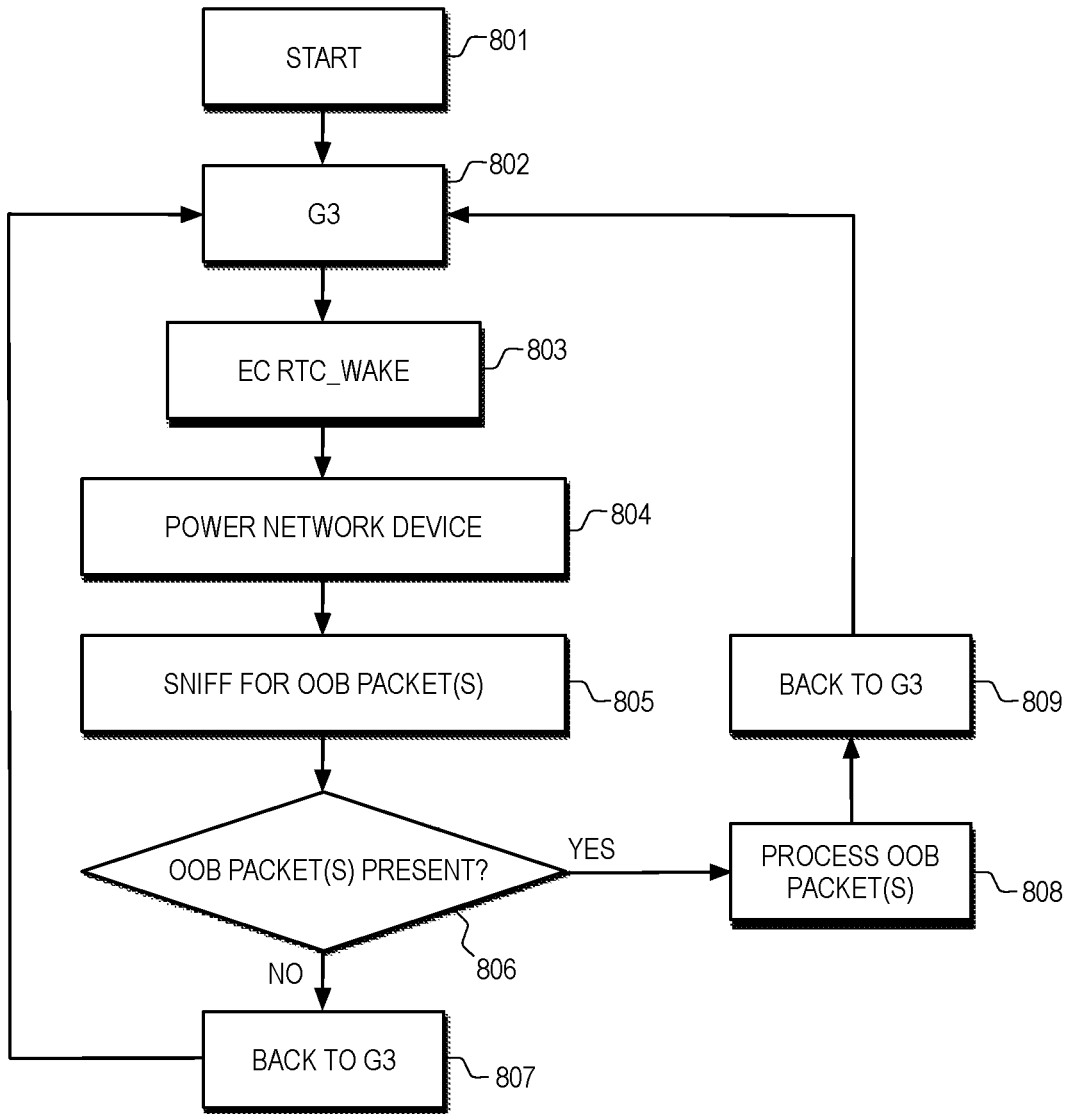 START
801
802
G3
EC RTC_WAKE
803
POWER NETWORK DEVICE
804
SNIFF FOR OOB PACKET(S)
805
OOB PACKET(S) PRESENT?
806
YES
NO
BACK TO G3
807
PROCESS OOB
PACKET(S)
808
BACK TO G3
809